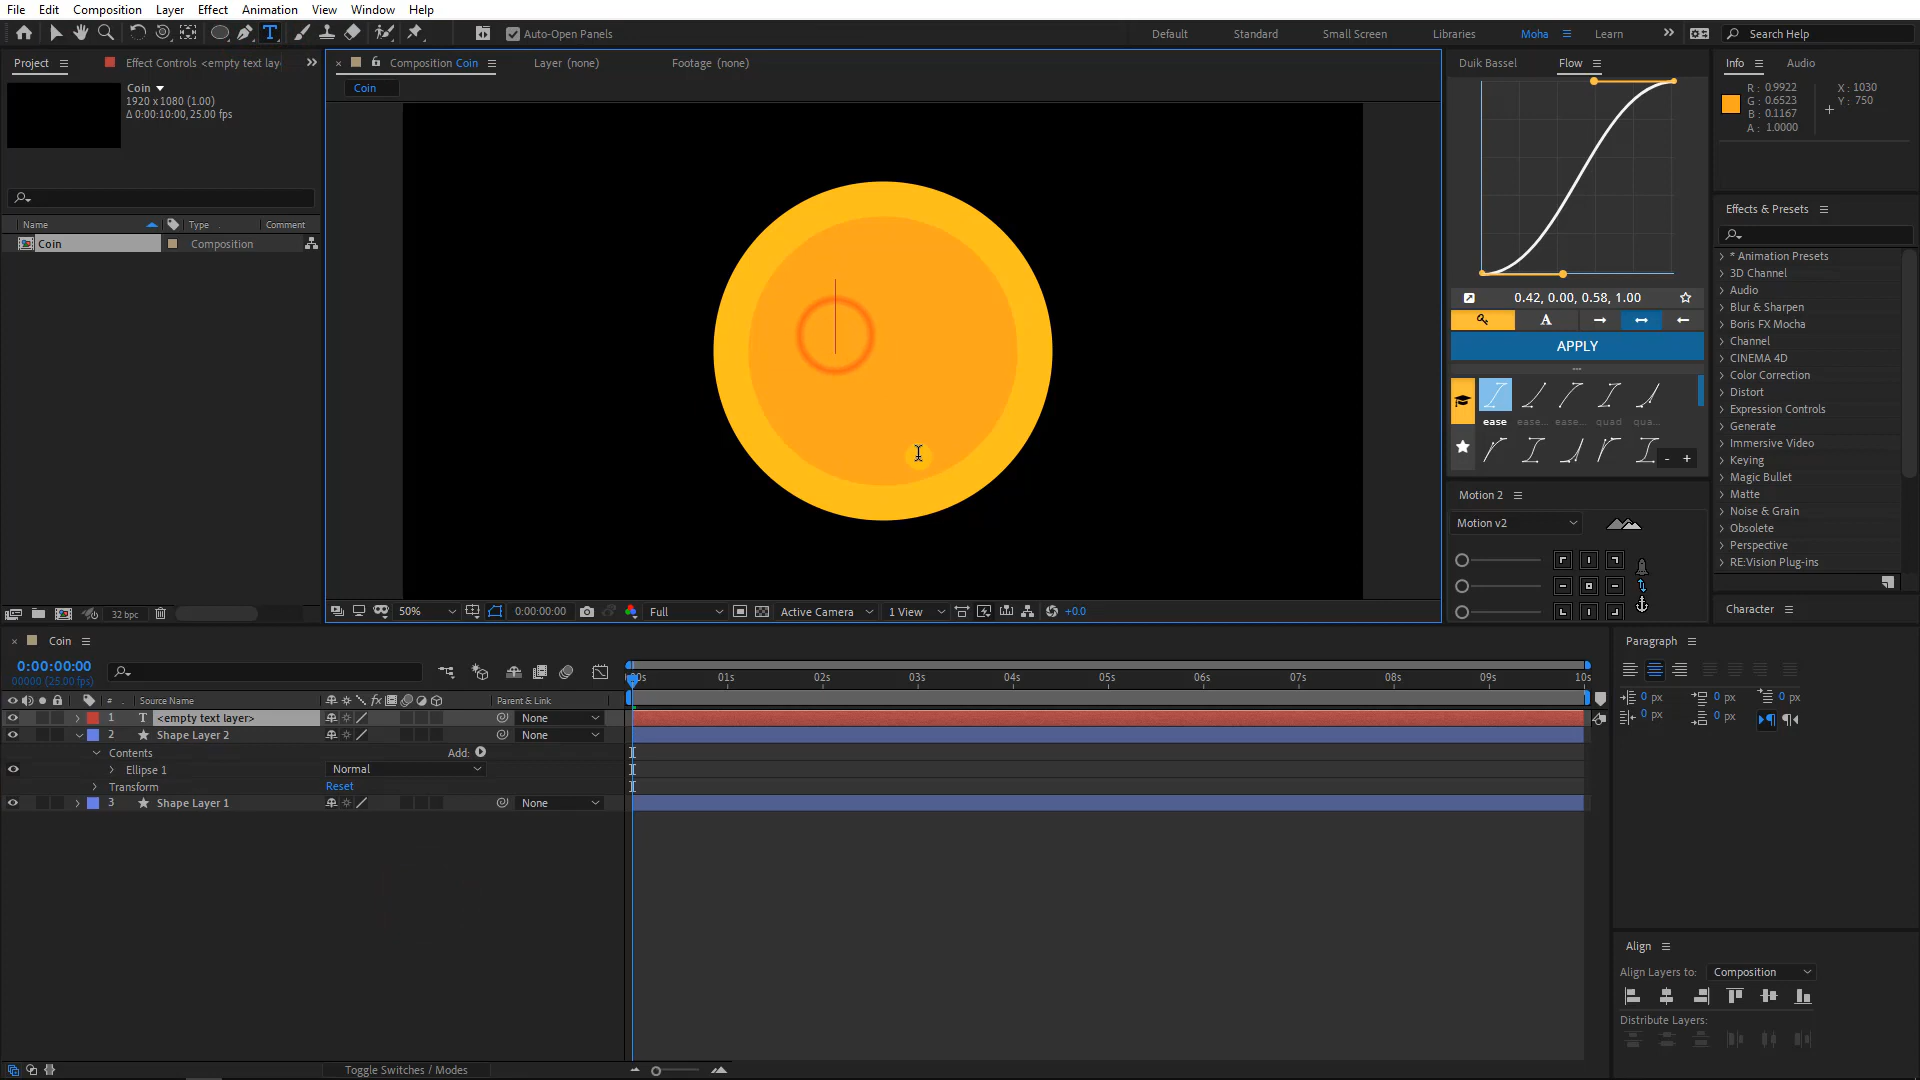 File Edit Composition Layer Effect Animation View Window Help
Auto-Open Panels
Default Standard Small Screen Libraries Moha Learn
Search Help
Project Effect Controls <empty text lay
Composition Coin
Layer (none)
Footage (none)
Duik Bassel
Flow
Info
Audio
Coin
Coin
1920 x 1080 (1.00)
Δ 0:00:10:00, 25.00 fps
R : 0.9922
G : 0.6523
B : 0.1167
A : 1.0000
X : 1030
Y : 750
Effects & Presets
Name Type Comment
Coin Composition
* Animation Presets
3D Channel
Audio
Blur & Sharpen
Boris FX Mocha
Channel
CINEMA 4D
Color Correction
Distort
Expression Controls
Generate
Immersive Video
Keying
Magic Bullet
Matte
Noise & Grain
Obsolete
Perspective
RE:Vision Plug-ins
0.42, 0.00, 0.58, 1.00
A
APPLY
ease ease... ease... quad qua...
- +
Motion 2
Motion v2
32 bpc
50% 0:00:00:00 Full Active Camera 1 View +0.0
Character
Coin
0:00:00:00
00000 (25.00 fps)
# Source Name fx Parent & Link
1 T <empty text layer> None
2 Shape Layer 2 None
Contents Add:
Ellipse 1 Normal
Transform Reset
3 Shape Layer 1 None
00s 01s 02s 03s 04s 05s 06s 07s 08s 09s 10s
Toggle Switches / Modes
Paragraph
0 px 0 px 0 px
0 px 0 px
Align
Align Layers to: Composition
Distribute Layers: